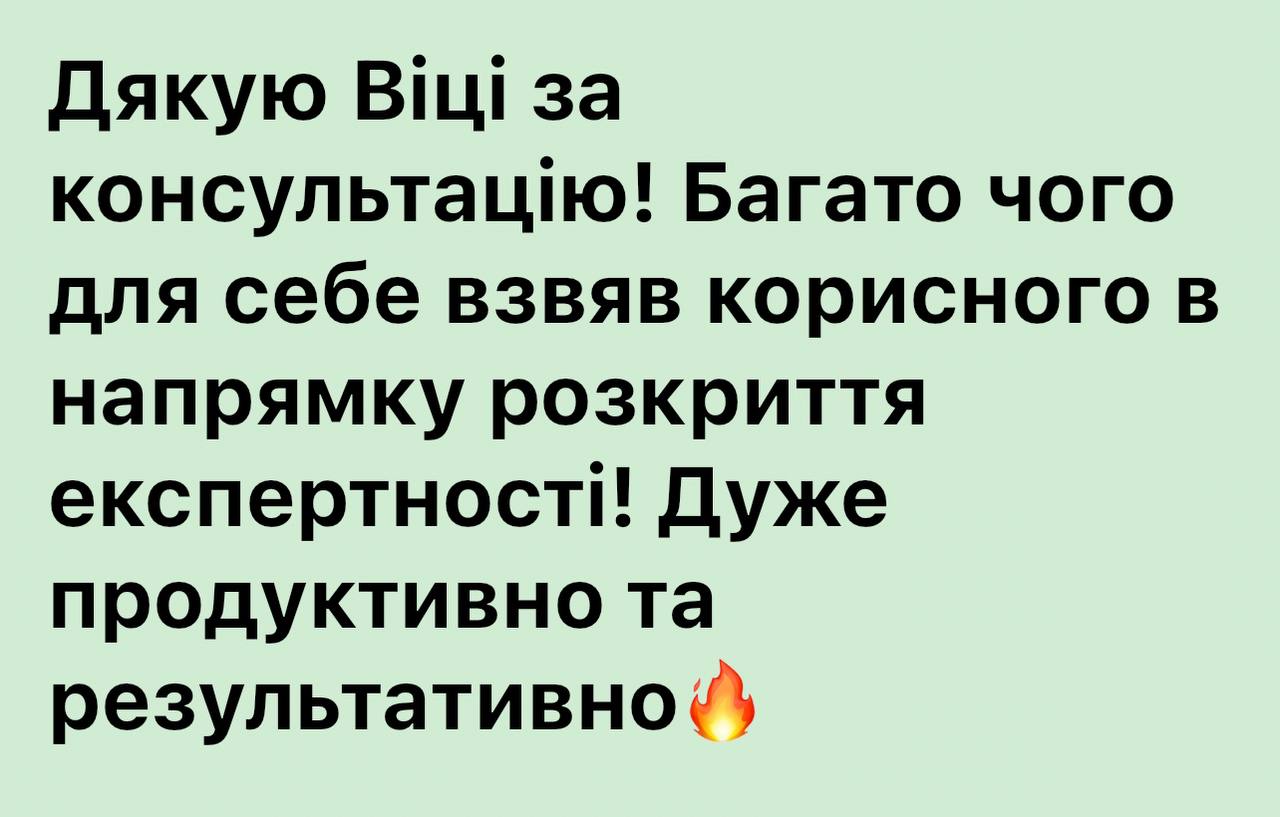 Дякую Віці за
консультацію! Багато чого
для себе взвяв корисного в
напрямку розкриття
експертності! Дуже
продуктивно та
результативно🔥